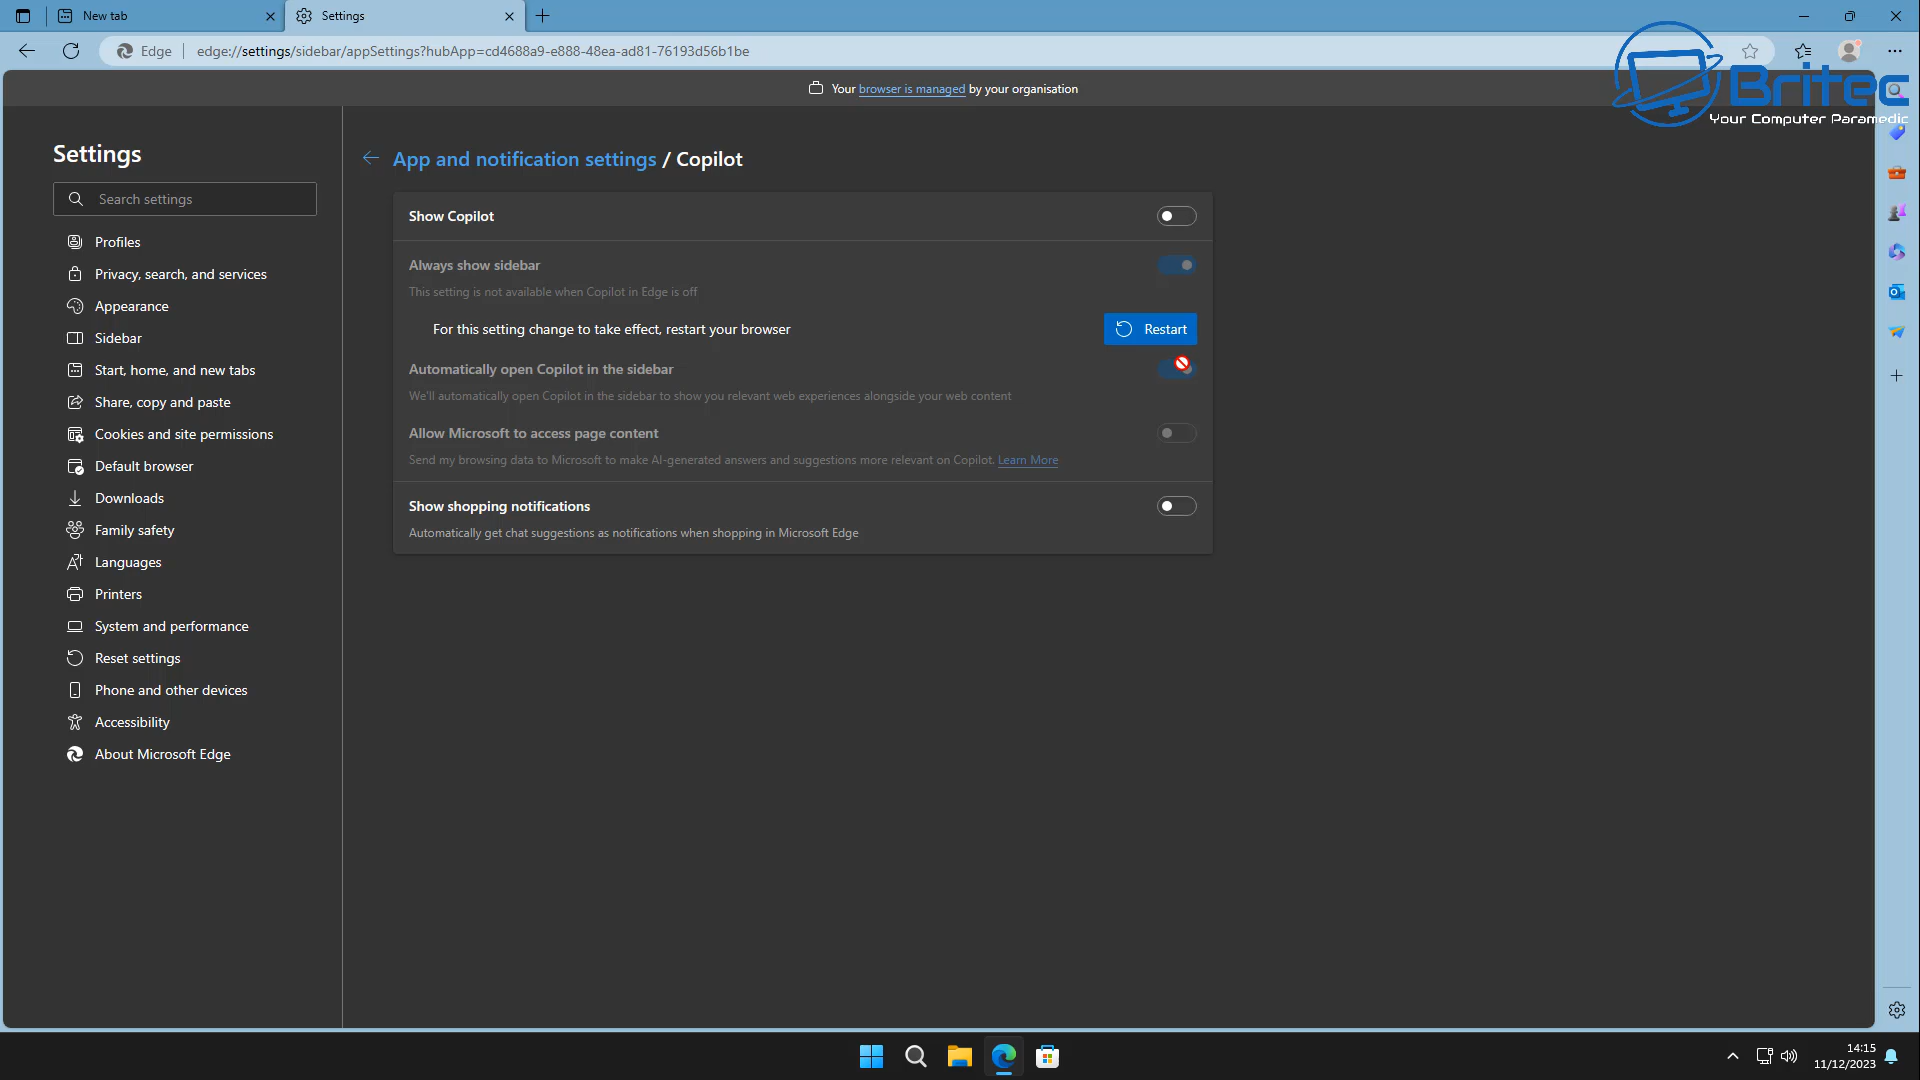 New tab
Settings
Edge
edge://settings/sidebar/appSettings?hubApp=cd4688a9-e888-48ea-ad81-76193d56b1be
Britec
Your Computer Paramedic
Your browser is managed by your organisation
Settings
Search settings
Profiles
Privacy, search, and services
Appearance
Sidebar
Start, home, and new tabs
Share, copy and paste
Cookies and site permissions
Default browser
Downloads
Family safety
Languages
Printers
System and performance
Reset settings
Phone and other devices
Accessibility
About Microsoft Edge
App and notification settings / Copilot
Show Copilot
Always show sidebar
This setting is not available when Copilot in Edge is off
For this setting change to take effect, restart your browser
Restart
Automatically open Copilot in the sidebar
We'll automatically open Copilot in the sidebar to show you relevant web experiences alongside your web content
Allow Microsoft to access page content
Send my browsing data to Microsoft to make AI-generated answers and suggestions more relevant on Copilot. Learn More
Show shopping notifications
Automatically get chat suggestions as notifications when shopping in Microsoft Edge
14:15
11/12/2023